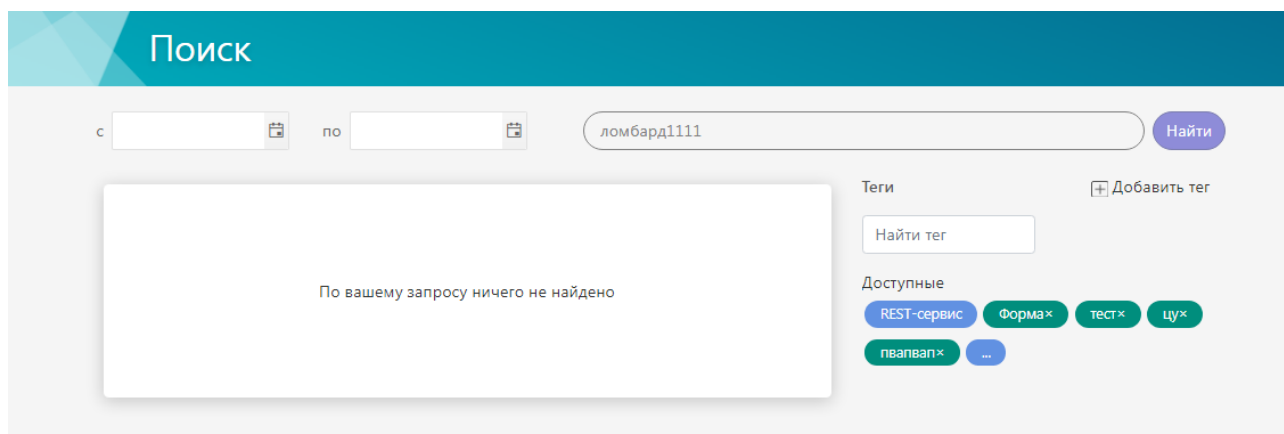 Поиск
с по ломбард1111 Найти
Теги Добавить тег
Найти тег
По вашему запросу ничего не найдено
Доступные
REST-сервис Форма× тест× цу×
пвапвап× ...